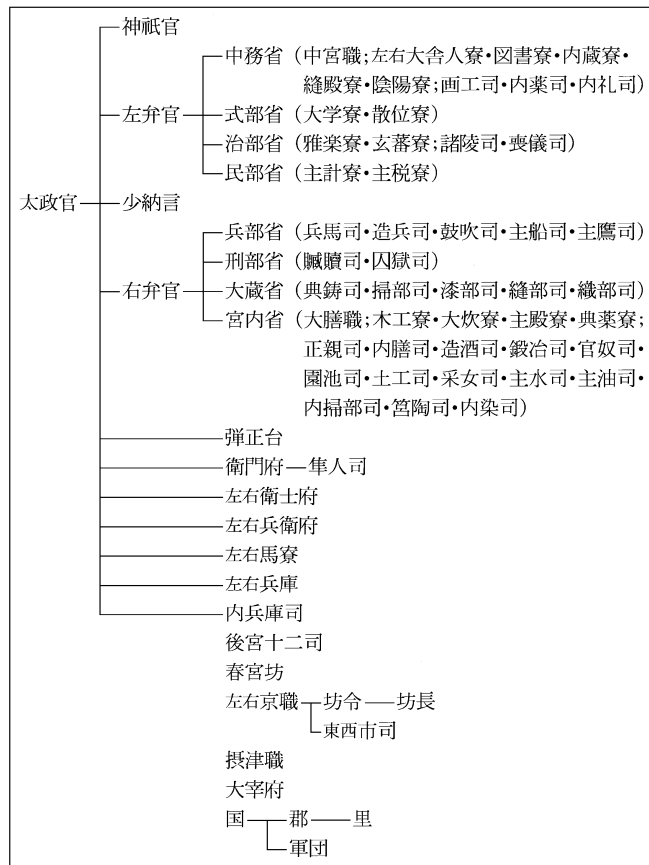 神祇官
中務省（中宮職；左右大舎人寮・図書寮・内蔵寮・
縫殿寮・陰陽寮；画工司・内薬司・内礼司）
左弁官
式部省（大学寮・散位寮）
治部省（雅楽寮・玄蕃寮；諸陵司・喪儀司）
民部省（主計寮・主税寮）
太政官
少納言
兵部省（兵馬司・造兵司・鼓吹司・主船司・主鷹司）
刑部省（贓贖司・囚獄司）
右弁官
大蔵省（典鋳司・掃部司・漆部司・縫部司・織部司）
宮内省（大膳職；木工寮・大炊寮・主殿寮・典薬寮；
正親司・内膳司・造酒司・鍛冶司・官奴司・
園池司・土工司・采女司・主水司・主油司・
内掃部司・筥陶司・内染司）
弾正台
衛門府 隼人司
左右衛士府
左右兵衛府
左右馬寮
左右兵庫
内兵庫司
後宮十二司
春宮坊
左右京職 坊令 坊長
東西市司
摂津職
大宰府
国 郡 里
軍団